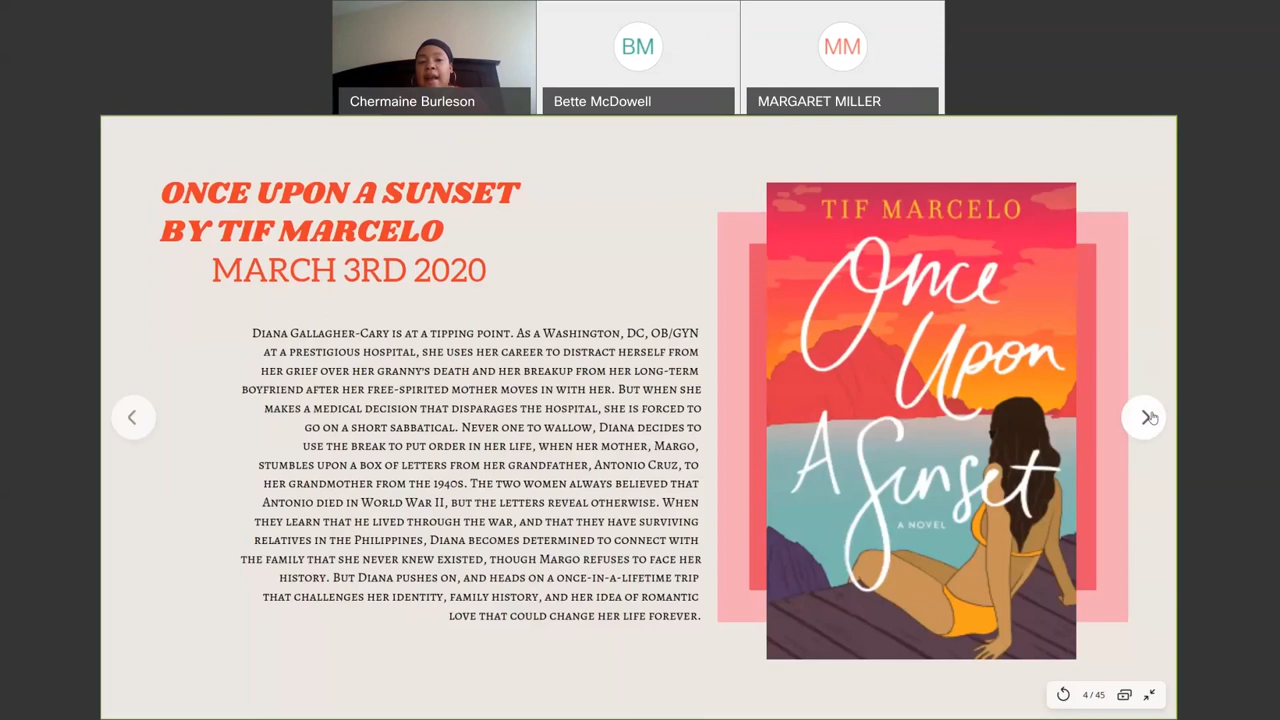 BM
MM
Chermaine Burleson
Bette McDowell
MARGARET MILLER
ONCE UPON A SUNSET
BY TIF MARCELO
MARCH 3RD 2020
Diana Gallagher-Cary is at a tipping point. As a Washington, DC, OB/GYN
at a prestigious hospital, she uses her career to distract herself from
her grief over her granny's death and her breakup from her long-term
boyfriend after her free-spirited mother moves in with her. But when she
makes a medical decision that disparages the hospital, she is forced to
go on a short sabbatical. Never one to wallow, Diana decides to
use the break to put order in her life, when her mother, Margo,
stumbles upon a box of letters from her grandfather, Antonio Cruz, to
her grandmother from the 1940s. The two women always believed that
Antonio died in World War II, but the letters reveal otherwise. When
they learn that he lived through the war, and that they have surviving
relatives in the Philippines, Diana becomes determined to connect with
the family that she never knew existed, though Margo refuses to face her
history. But Diana pushes on, and heads on a once-in-a-lifetime trip
that challenges her identity, family history, and her idea of romantic
love that could change her life forever.
TIF MARCELO
Once
Upon
A Sunset
A NOVEL
4 / 45